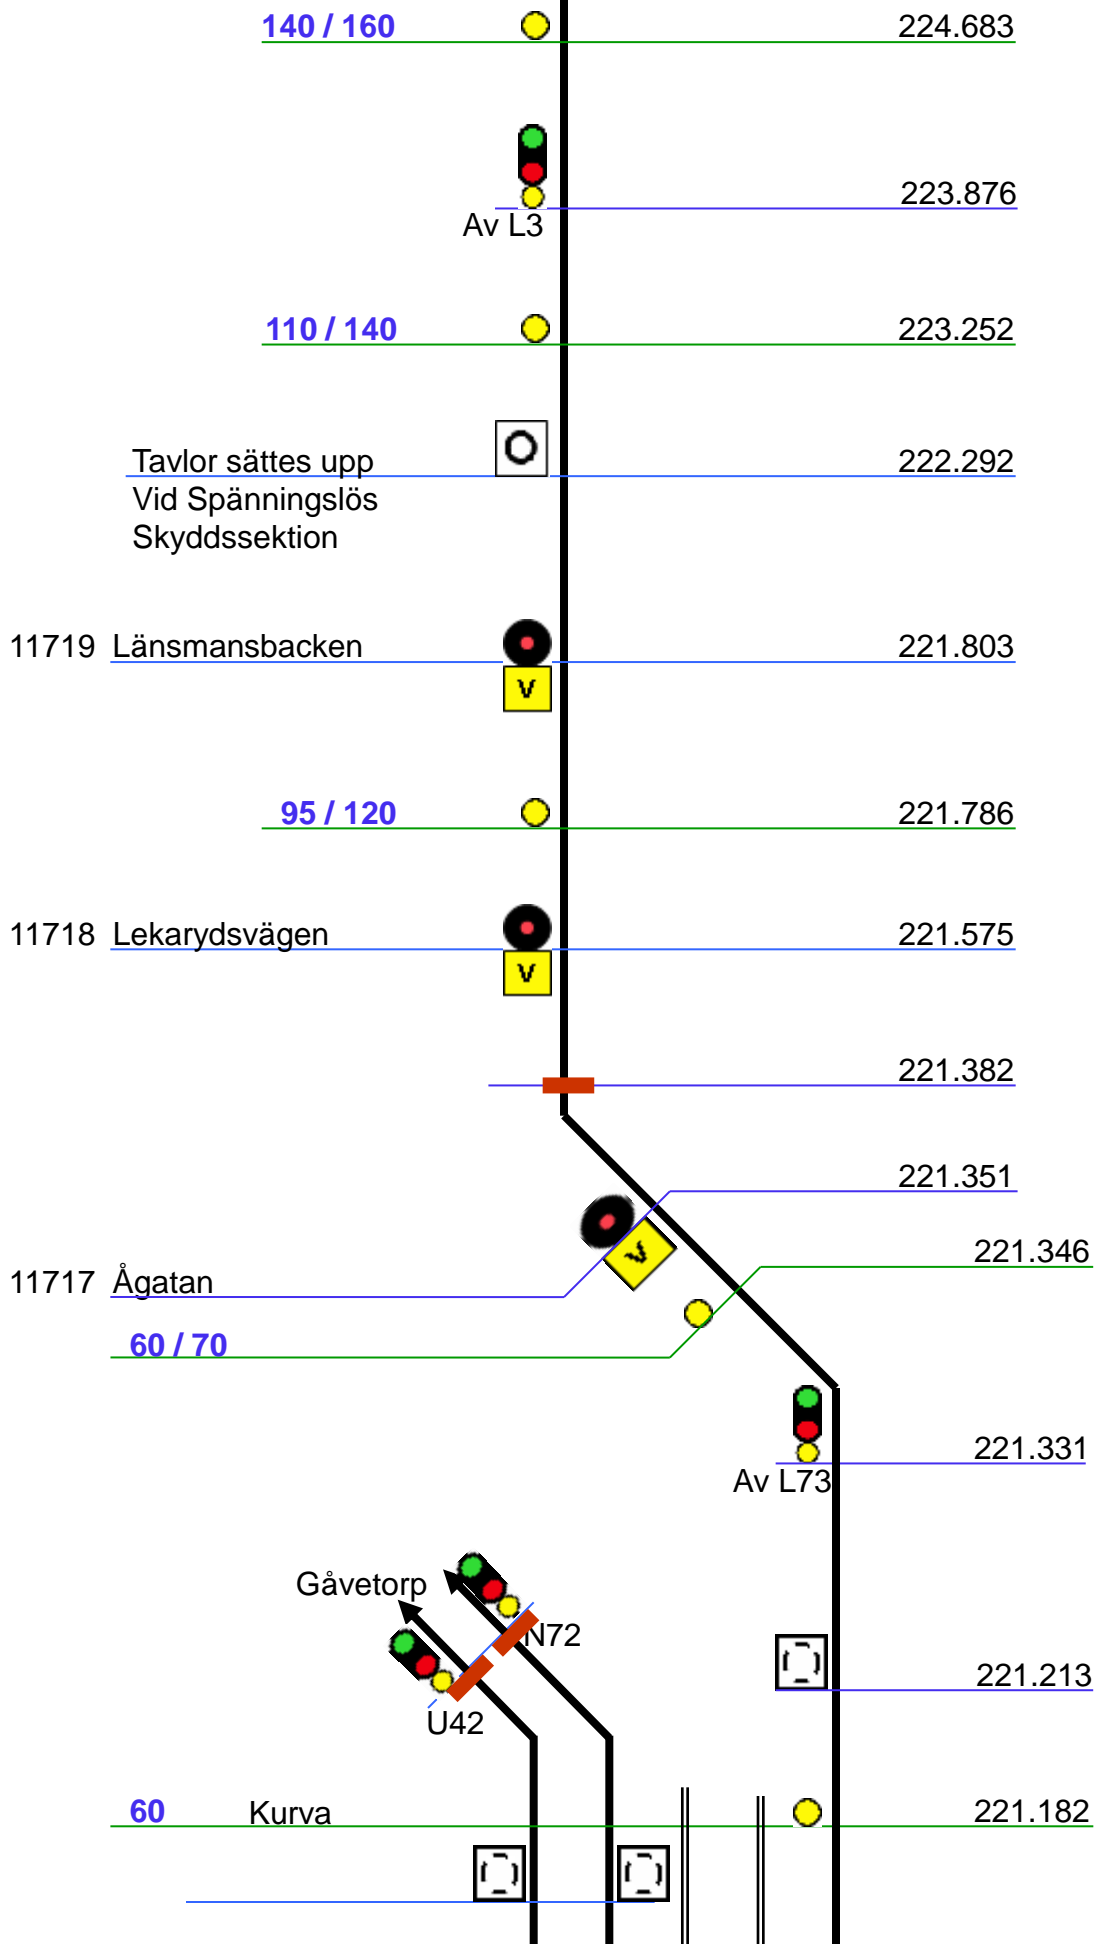 140 / 160 224.683
223.876
Av L3
110 / 140 223.252
Tavlor sättes upp 222.292
Vid Spänningslös
Skyddssektion
11719 Länsmansbacken 221.803
V
95 / 120 221.786
11718 Lekarydsvägen 221.575
V
221.382
221.351
V
221.346
11717 Ågatan
60 / 70
221.331
Av L73
Gåvetorp
N72
221.213
U42
60 Kurva 221.182